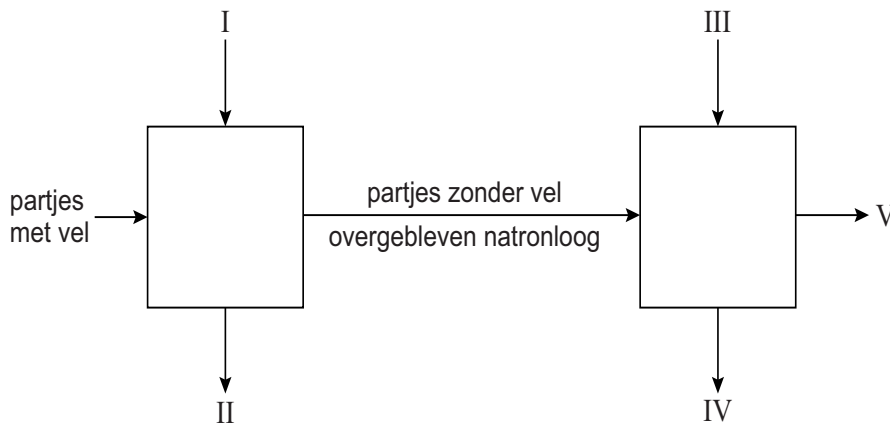 I
III
partjes
met vel
partjes zonder vel
overgebleven natronloog
V
II
IV